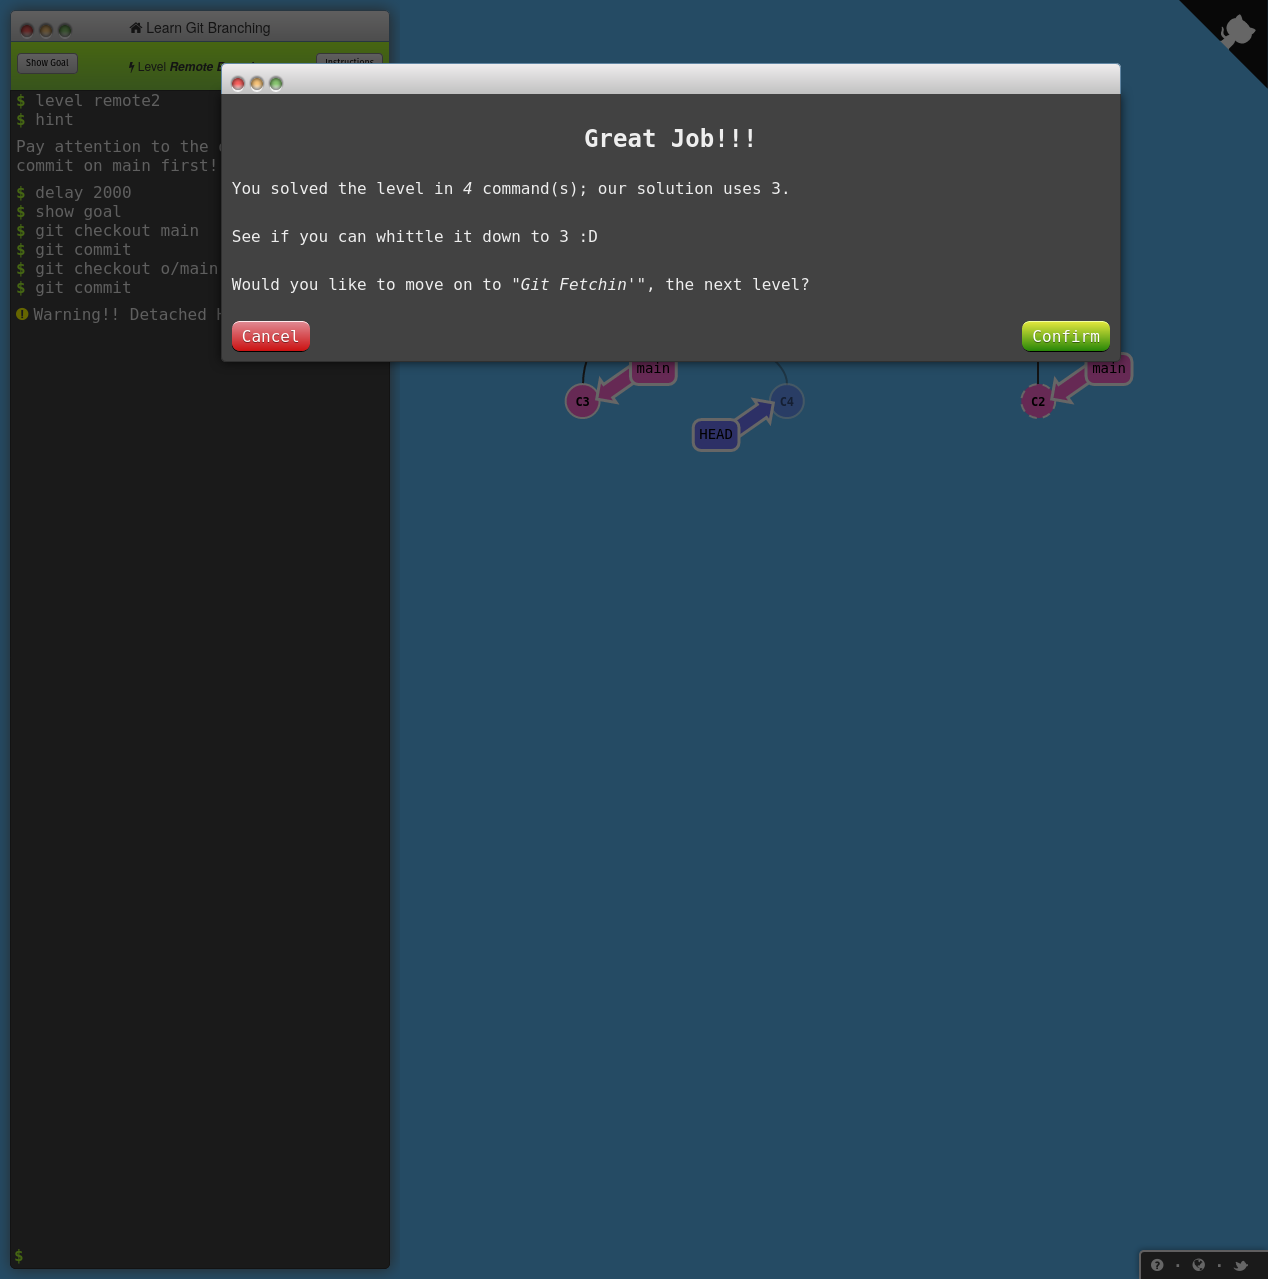 Learn Git Branching
Show Goal
Level Remote
Instructions
$ level remote2
$ hint
Pay attention to the
commit on main first!
$ delay 2000
$ show goal
$ git checkout main
$ git commit
$ git checkout o/main
$ git commit
Warning!! Detached
$
Great Job!!!
You solved the level in 4 command(s); our solution uses 3.
See if you can whittle it down to 3 :D
Would you like to move on to "Git Fetchin'", the next level?
Cancel
Confirm
main
main
C3
C4
C2
HEAD